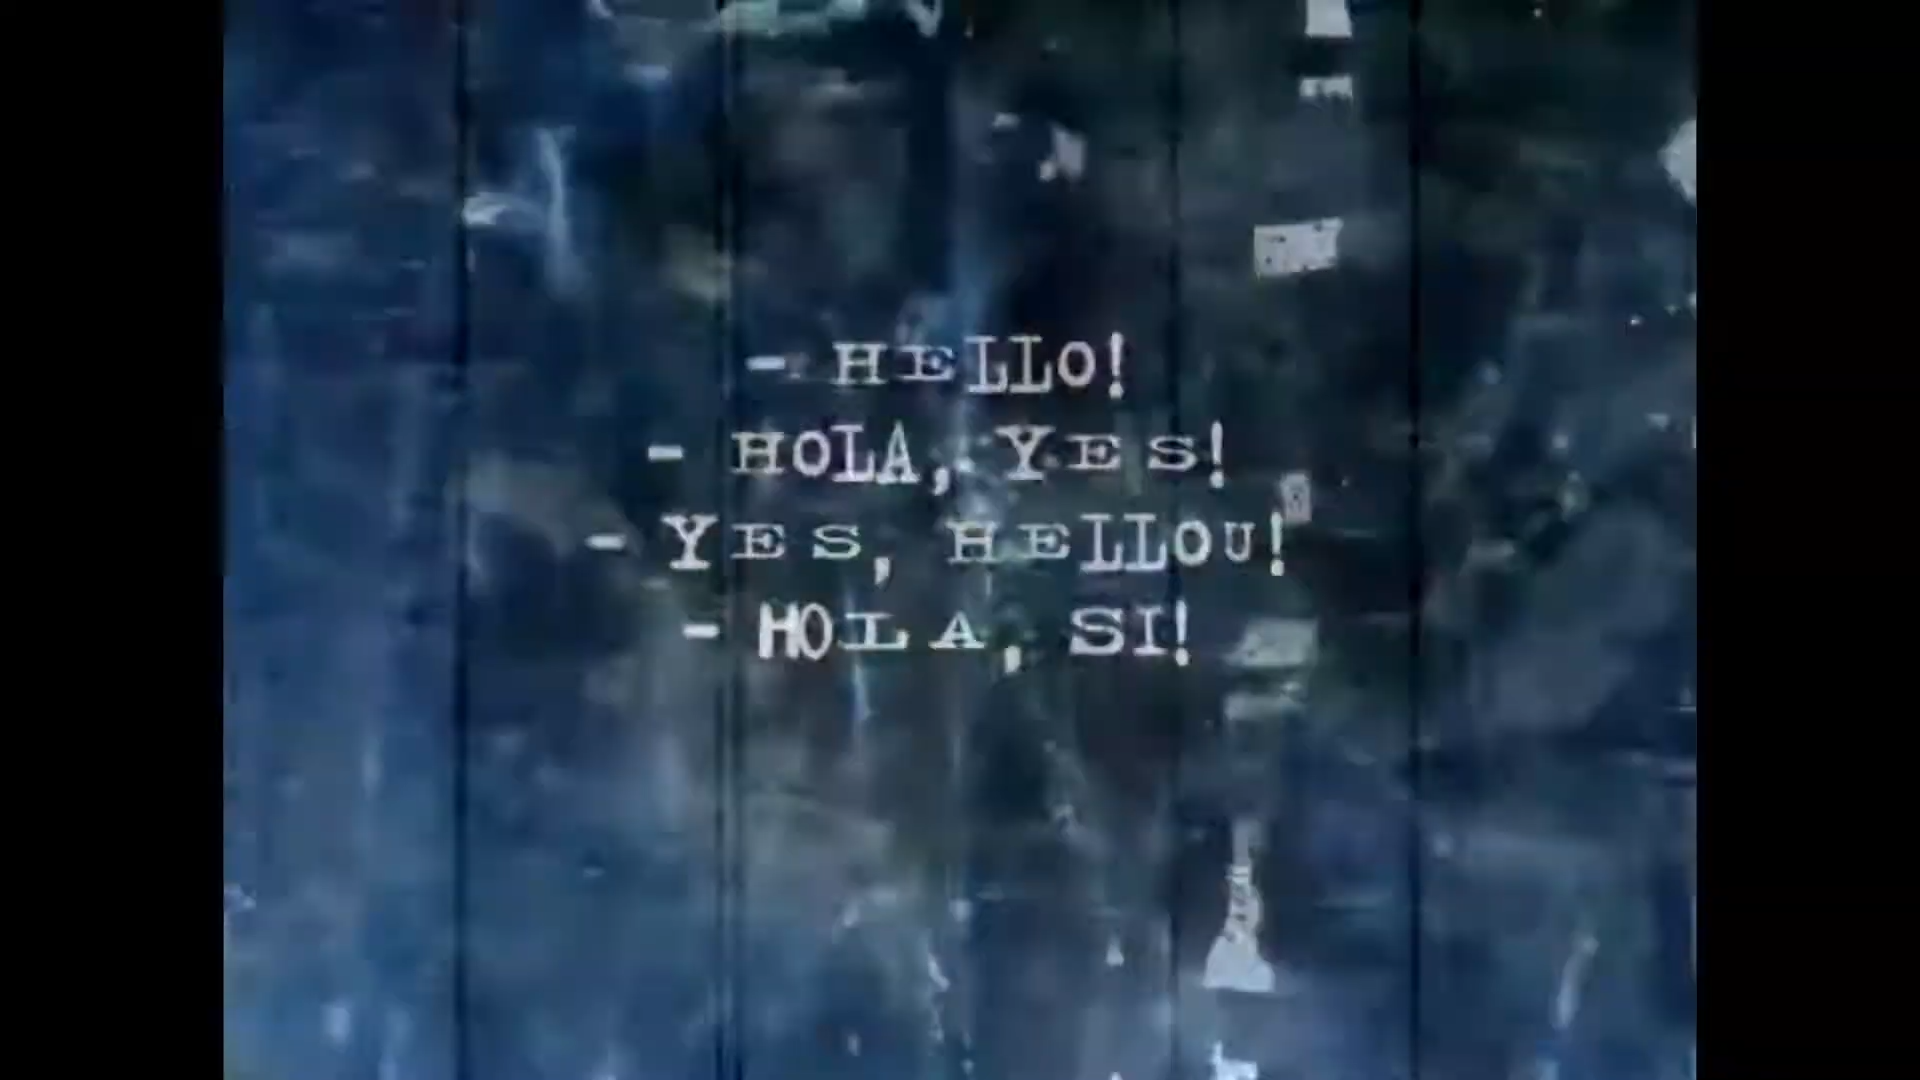 - HELLO!
- HOLA, YES!
- YES, HELLOU!
- HOLA, SI!